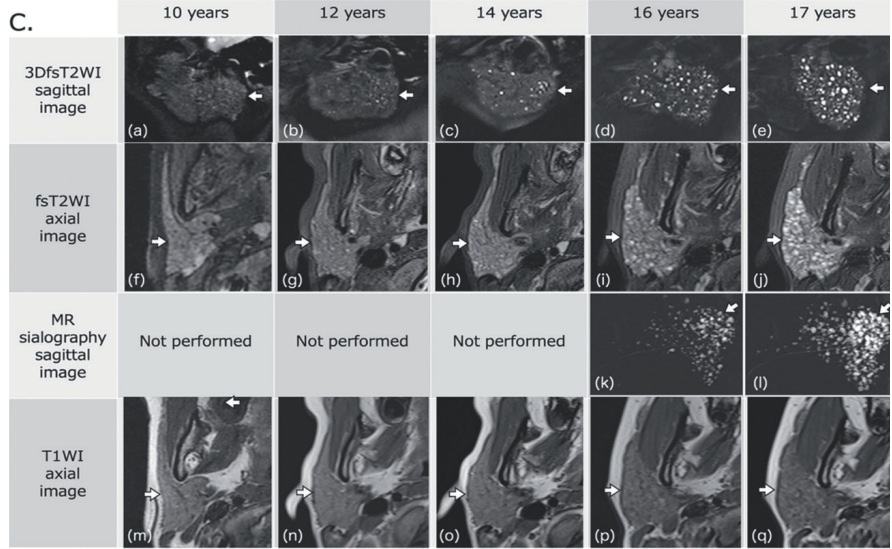 C.
10 years
12 years
14 years
16 years
17 years
3DfsT2WI
sagittal
image
(a)
(b)
(c)
(d)
(e)
fsT2WI
axial
image
(f)
(g)
(h)
(i)
(j)
MR
sialography
sagittal
image
Not performed
Not performed
Not performed
(k)
(l)
T1WI
axial
image
(m)
(n)
(o)
(p)
(q)